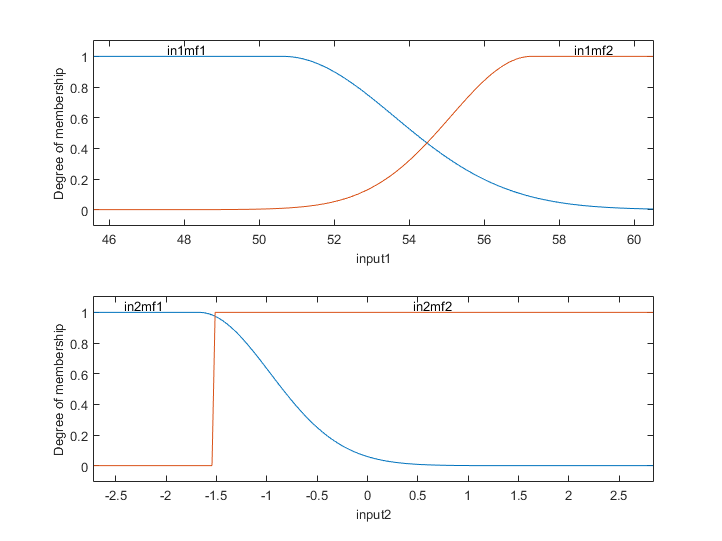 in1mf1 in1mf2
1
0.8
0.6
0.4
0.2
0
Degree of membership
46 48 50 52 54 56 58 60
input1
in2mf1 in2mf2
1
0.8
0.6
0.4
0.2
0
Degree of membership
-2.5 -2 -1.5 -1 -0.5 0 0.5 1 1.5 2 2.5
input2